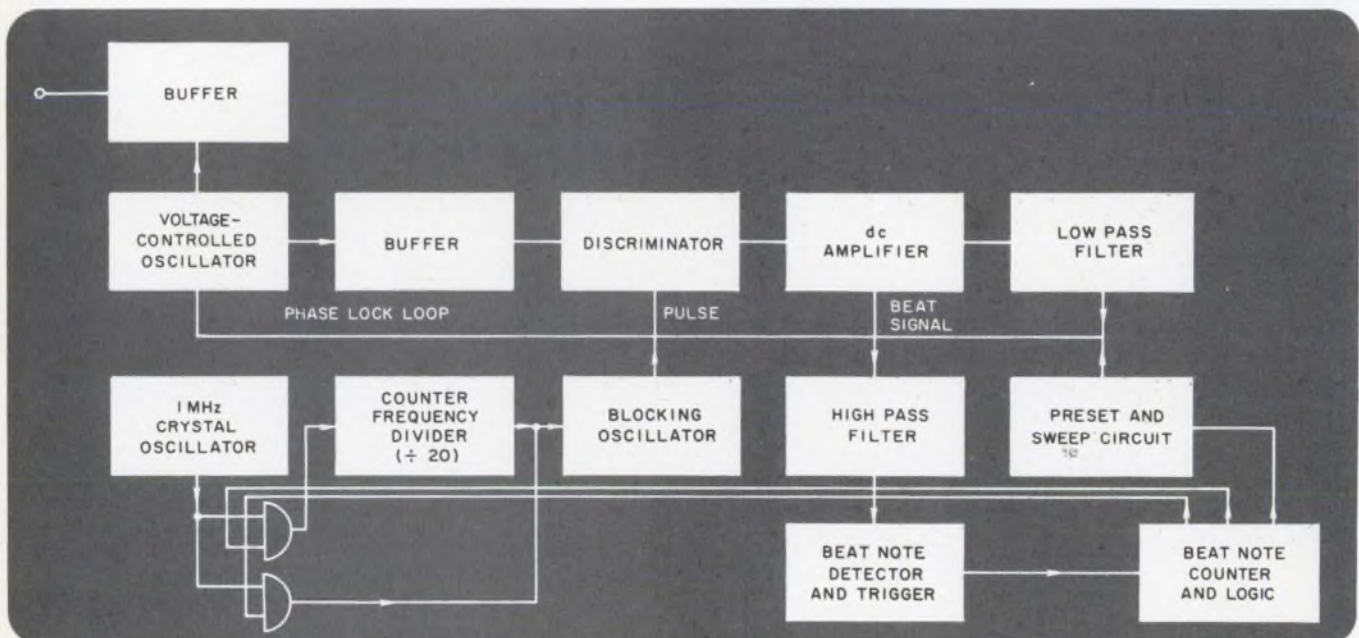 BUFFER
VOLTAGE-
CONTROLLED
OSCILLATOR
BUFFER
DISCRIMINATOR
dc
AMPLIFIER
LOW PASS
FILTER
PHASE LOCK LOOP
PULSE
BEAT
SIGNAL
1 MHz
CRYSTAL
OSCILLATOR
COUNTER
FREQUENCY
DIVIDER
(÷ 20)
BLOCKING
OSCILLATOR
HIGH PASS
FILTER
PRESET AND
SWEEP CIRCUIT
BEAT NOTE
DETECTOR
AND TRIGGER
BEAT NOTE
COUNTER
AND LOGIC